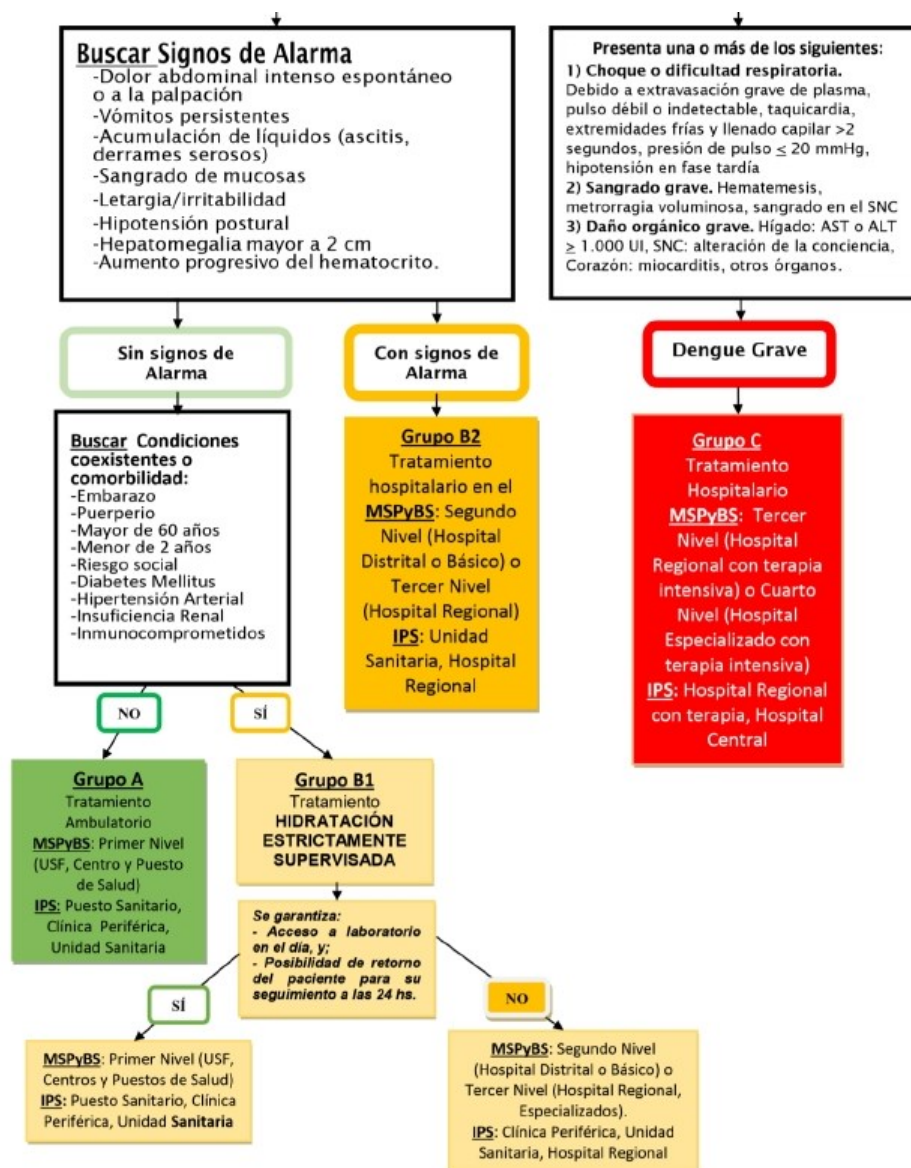 Buscar Signos de Alarma
-Dolor abdominal intenso espontáneo
o a la palpación
-Vómitos persistentes
-Acumulación de líquidos (ascitis,
derrames serosos)
-Sangrado de mucosas
-Letargia/irritabilidad
-Hipotensión postural
-Hepatomegalia mayor a 2 cm
-Aumento progresivo del hematocrito.
Presenta una o más de los siguientes:
1) Choque o dificultad respiratoria.
Debido a extravasación grave de plasma,
pulso débil o indetectable, taquicardia,
extremidades frías y llenado capilar >2
segundos, presión de pulso ≤ 20 mmHg,
hipotensión en fase tardía
2) Sangrado grave. Hematemesis,
metrorragia voluminosa, sangrado en el SNC
3) Daño orgánico grave. Hígado: AST o ALT
≥ 1.000 UI, SNC: alteración de la conciencia,
Corazón: miocarditis, otros órganos.
Sin signos de
Alarma
Con signos de
Alarma
Dengue Grave
Buscar Condiciones
coexistentes o
comorbilidad:
-Embarazo
-Puerperio
-Mayor de 60 años
-Menor de 2 años
-Riesgo social
-Diabetes Mellitus
-Hipertensión Arterial
-Insuficiencia Renal
-Inmunocomprometidos
Grupo B2
Tratamiento
hospitalario en el
MSPyBS: Segundo
Nivel (Hospital
Distrital o Básico) o
Tercer Nivel
(Hospital Regional)
IPS: Unidad
Sanitaria, Hospital
Regional
Grupo C
Tratamiento
Hospitalario
MSPyBS: Tercer
Nivel (Hospital
Regional con terapia
intensiva) o Cuarto
Nivel (Hospital
Especializado con
terapia intensiva)
IPS: Hospital Regional
con terapia, Hospital
Central
NO
SÍ
Grupo A
Tratamiento
Ambulatorio
MSPyBS: Primer Nivel
(USF, Centro y Puesto
de Salud)
IPS: Puesto Sanitario,
Clínica Periférica,
Unidad Sanitaria
Grupo B1
Tratamiento
HIDRATACIÓN
ESTRICTAMENTE
SUPERVISADA
Se garantiza:
- Acceso a laboratorio
en el día, y;
- Posibilidad de retorno
del paciente para su
seguimiento a las 24 hs.
SÍ
NO
MSPyBS: Primer Nivel (USF,
Centros y Puestos de Salud)
IPS: Puesto Sanitario, Clínica
Periférica, Unidad Sanitaria
MSPyBS: Segundo Nivel
(Hospital Distrital o Básico) o
Tercer Nivel (Hospital Regional,
Especializados).
IPS: Clínica Periférica, Unidad
Sanitaria, Hospital Regional